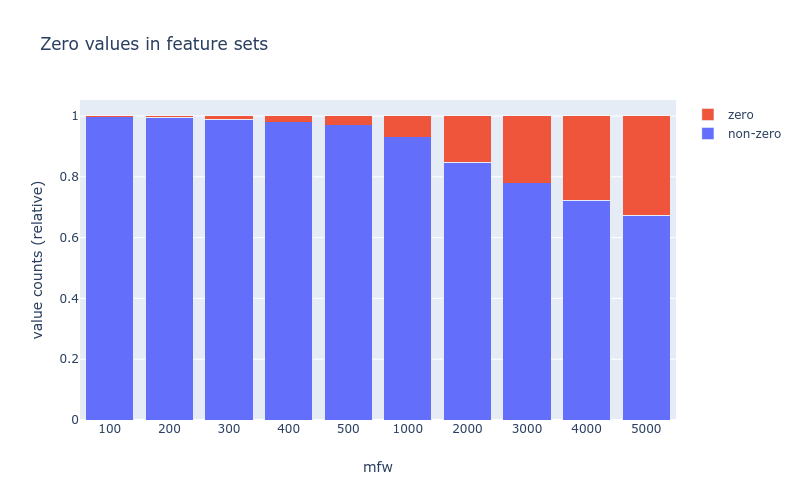 Zero values in feature sets
zero
non-zero
value counts (relative)
1
0.8
0.6
0.4
0.2
0
100 200 300 400 500 1000 2000 3000 4000 5000
mfw